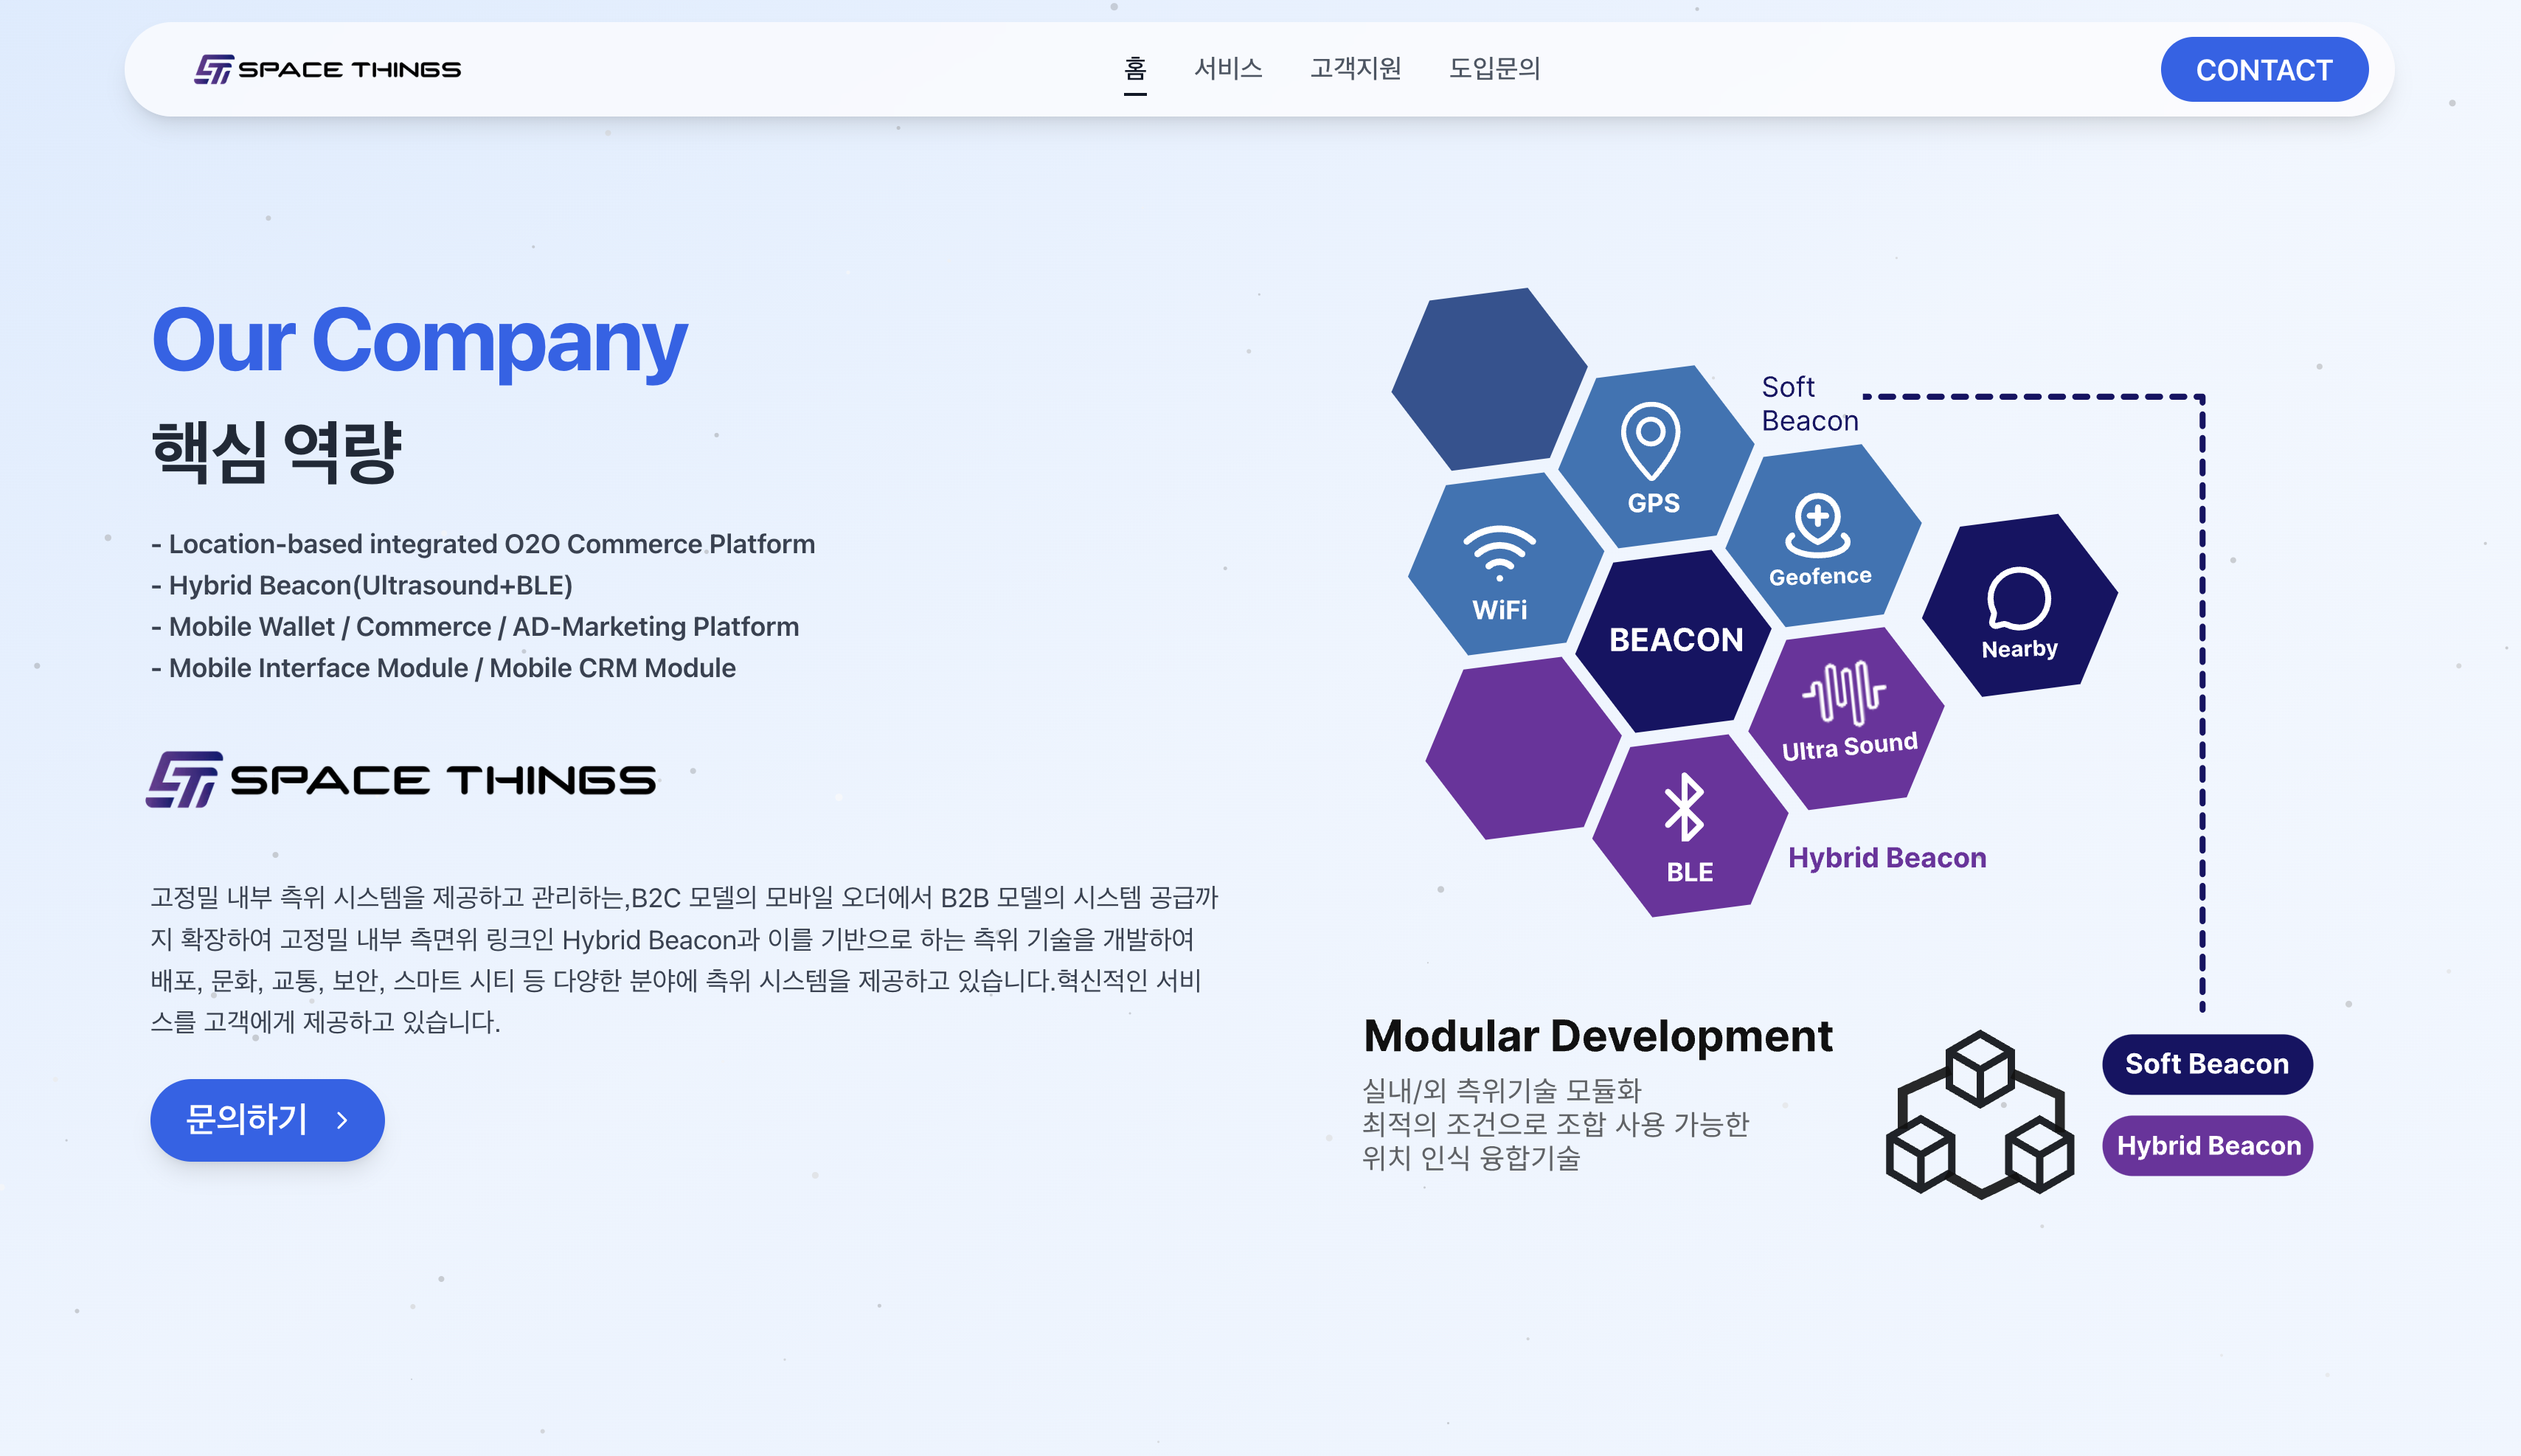 SPACE THINGS
홈
서비스
고객지원
도입문의
CONTACT
Our Company
핵심 역량
- Location-based integrated O2O Commerce Platform
- Hybrid Beacon(Ultrasound+BLE)
- Mobile Wallet / Commerce / AD-Marketing Platform
- Mobile Interface Module / Mobile CRM Module
SPACE THINGS
고정밀 내부 측위 시스템을 제공하고 관리하는,B2C 모델의 모바일 오더에서 B2B 모델의 시스템 공급까
지 확장하여 고정밀 내부 측면위 링크인 Hybrid Beacon과 이를 기반으로 하는 측위 기술을 개발하여
배포, 문화, 교통, 보안, 스마트 시티 등 다양한 분야에 측위 시스템을 제공하고 있습니다.혁신적인 서비
스를 고객에게 제공하고 있습니다.
문의하기
Soft
Beacon
GPS
Geofence
WiFi
Nearby
BEACON
Ultra Sound
BLE
Hybrid Beacon
Modular Development
실내/외 측위기술 모듈화
최적의 조건으로 조합 사용 가능한
위치 인식 융합기술
Soft Beacon
Hybrid Beacon